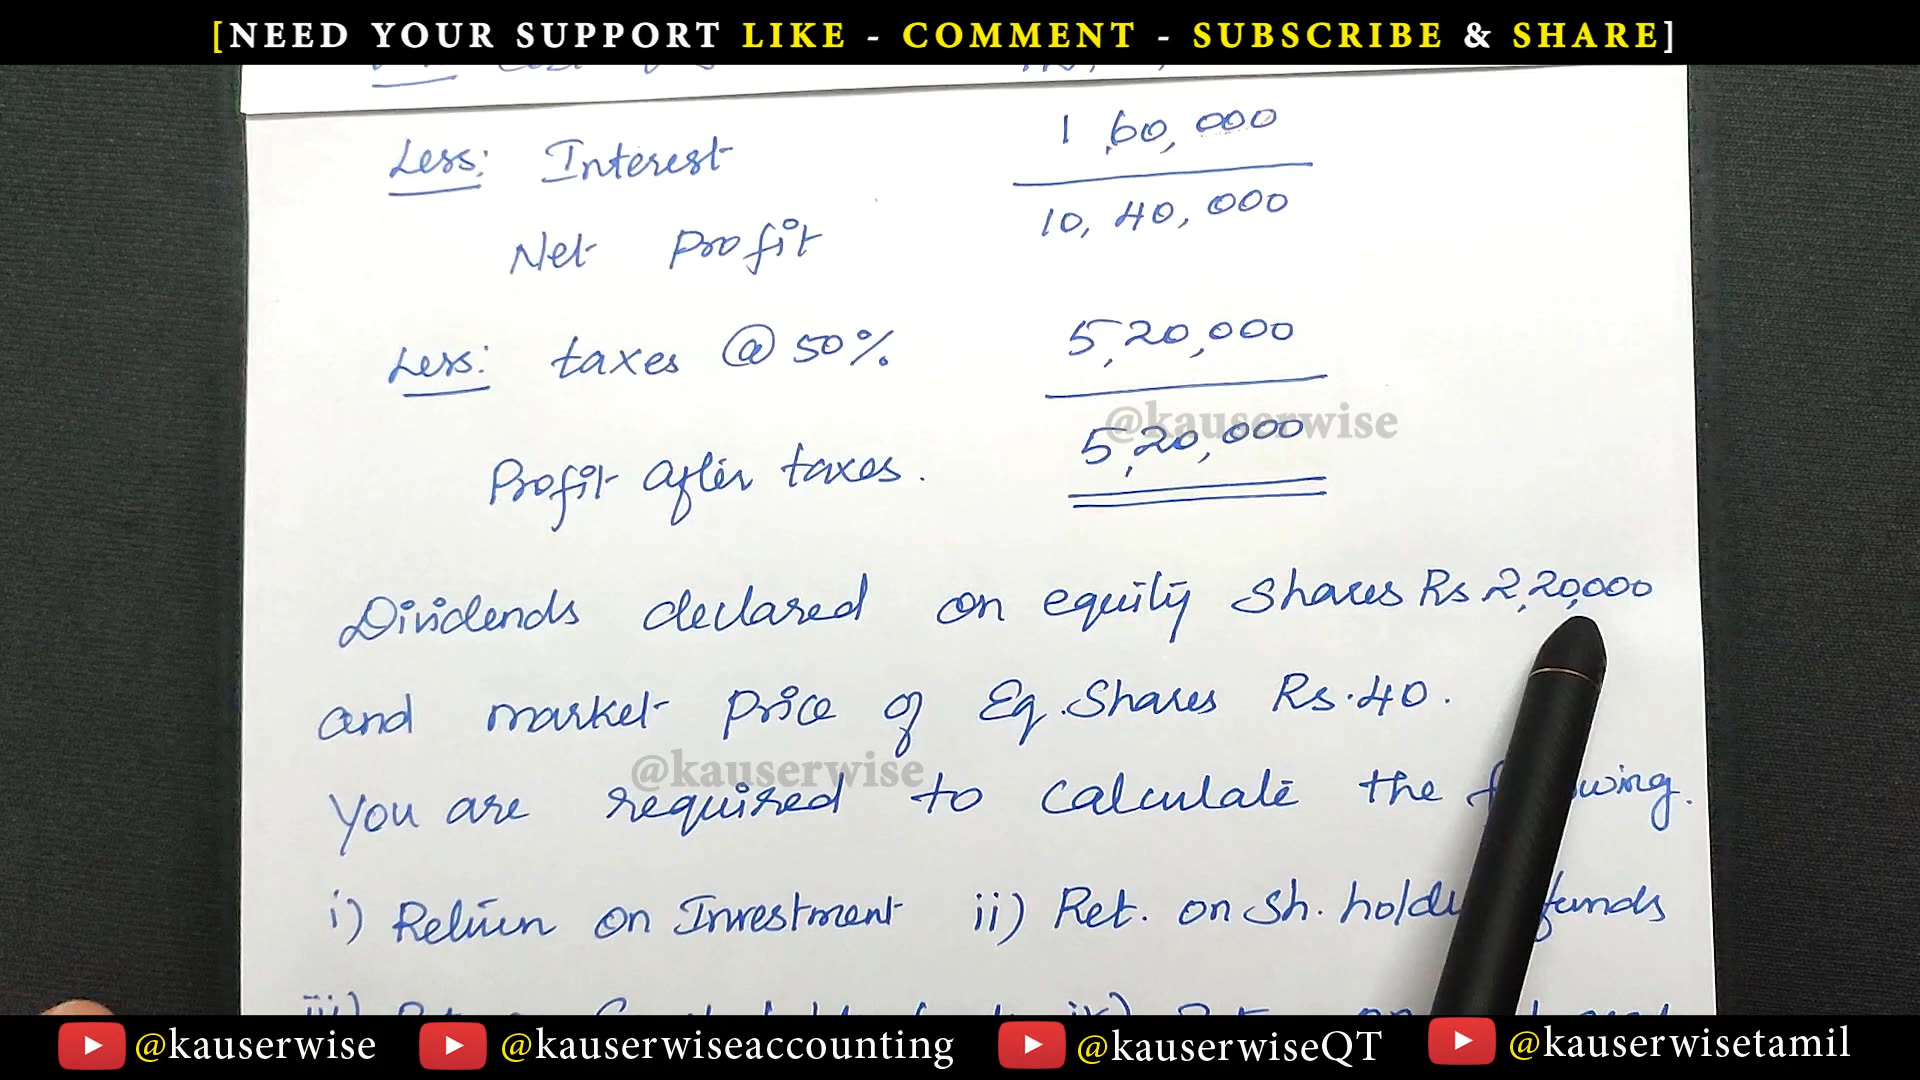 [NEED YOUR SUPPORT LIKE - COMMENT - SUBSCRIBE & SHARE]
Less: Interest 1,60,000
Net Profit 10,40,000
Less: taxes @ 50% 5,20,000
@kauserwise
Profit after taxes. 5,20,000
Dividends declared on equity shares Rs 2,20,000
and market price of Eq. Shares Rs. 40.
@kauserwise
You are required to calculate the
i) Return on Investment ii) Ret. on Sh. funds
@kauserwise @kauserwiseaccounting @kauserwiseQT @kauserwisetamil